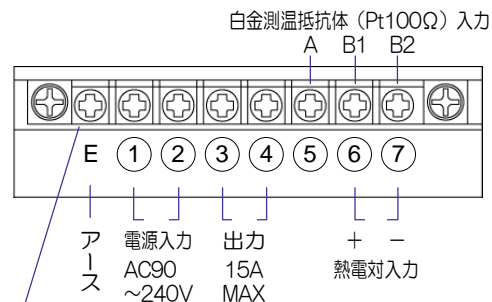 白金測温抵抗体（Pt100Ω）入力
A B1 B2
E ① ② ③ ④ ⑤ ⑥ ⑦
アース
電源入力
AC90
～240V
出力
15A
MAX
＋ －
熱電対入力